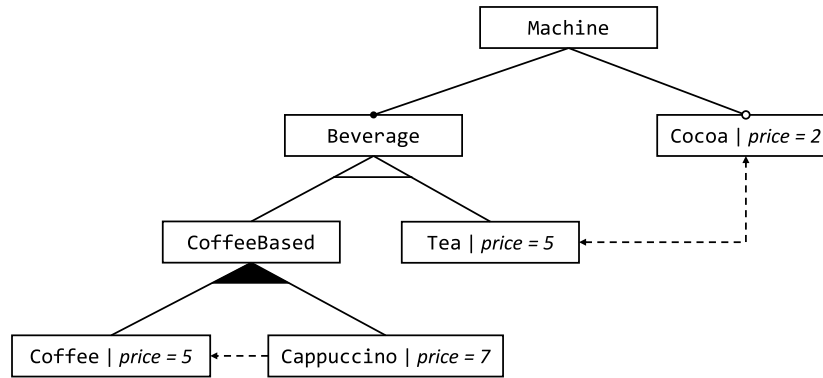 Machine
Beverage
Cocoa | price = 2
CoffeeBased
Tea | price = 5
Coffee | price = 5
Cappuccino | price = 7